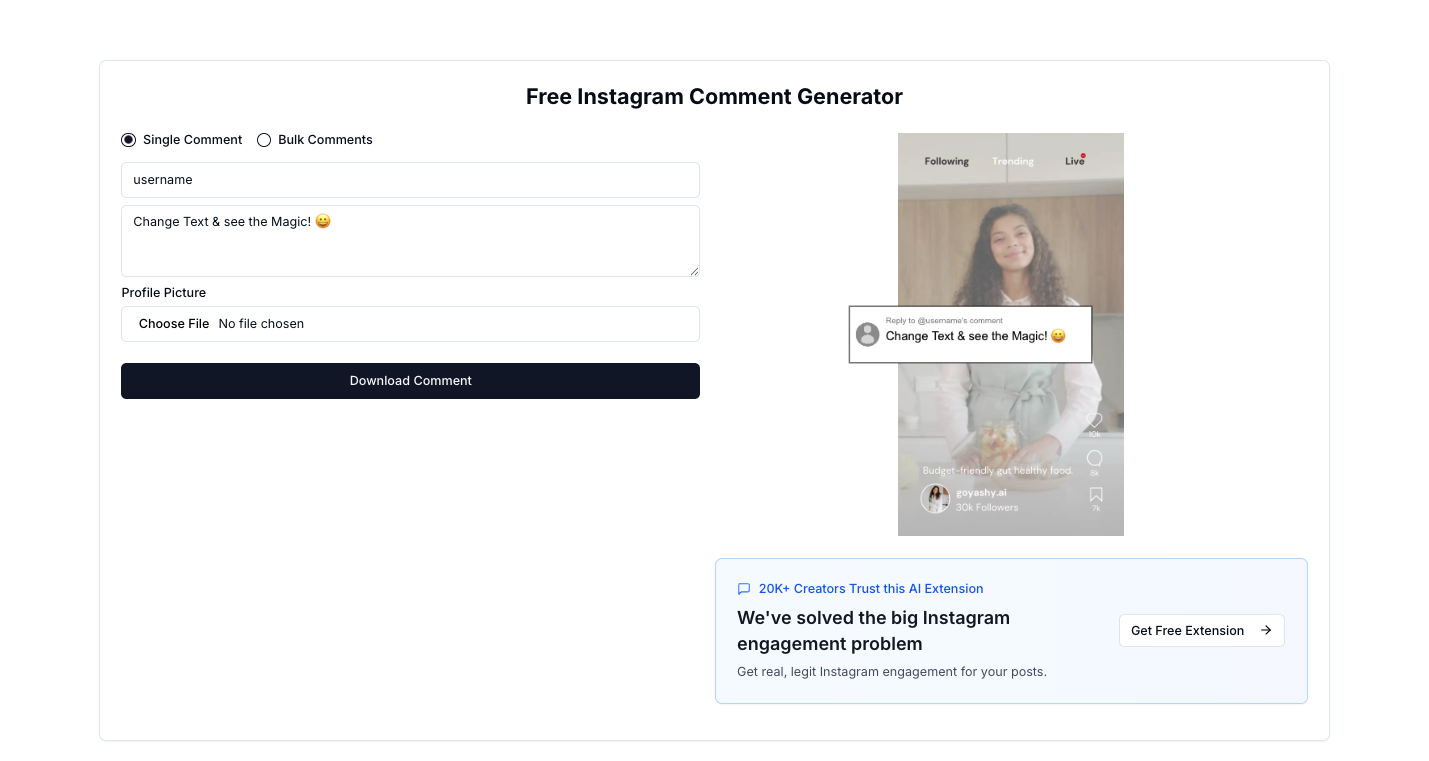 Free Instagram Comment Generator
Single Comment
Bulk Comments
username
Change Text & see the Magic! 😀
Profile Picture
Choose File No file chosen
Download Comment
Following Trending Live
Reply to @username's comment
Change Text & see the Magic! 😀
10k
8k
Budget-friendly gut healthy food.
goyashy.ai
30k Followers
7k
20K+ Creators Trust this AI Extension
We've solved the big Instagram
engagement problem
Get real, legit Instagram engagement for your posts.
Get Free Extension